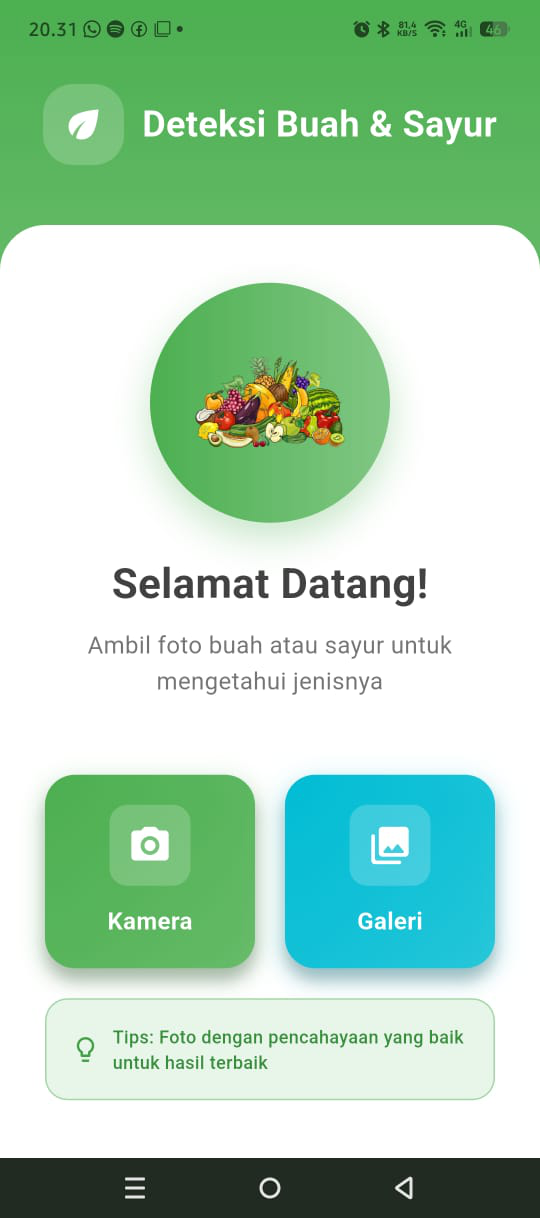 20.31
81,4
KB/S
4G
46
Deteksi Buah & Sayur
Selamat Datang!
Ambil foto buah atau sayur untuk
mengetahui jenisnya
Kamera
Galeri
Tips: Foto dengan pencahayaan yang baik
untuk hasil terbaik